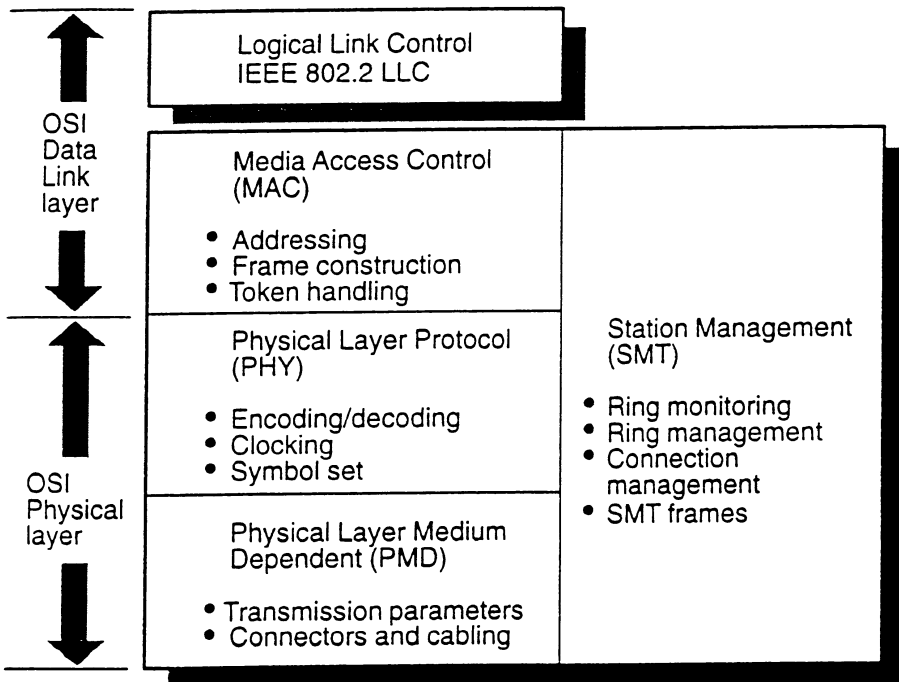 Logical Link Control
IEEE 802.2 LLC
OSI
Data
Link
layer
Media Access Control
(MAC)
• Addressing
• Frame construction
• Token handling
Physical Layer Protocol
(PHY)
• Encoding/decoding
• Clocking
• Symbol set
OSI
Physical
layer
Physical Layer Medium
Dependent (PMD)
• Transmission parameters
• Connectors and cabling
Station Management
(SMT)
• Ring monitoring
• Ring management
• Connection
management
• SMT frames